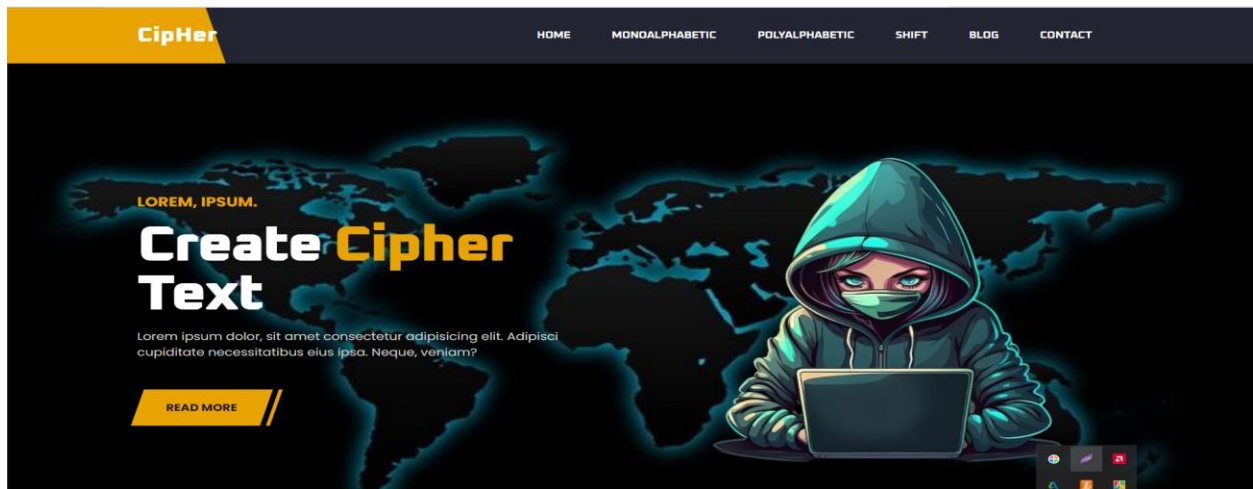 CipHer
HOME MONOALPHABETIC POLYALPHABETIC SHIFT BLOG CONTACT
LOREM, IPSUM.
Create Cipher
Text
Lorem ipsum dolor, sit amet consectetur adipisicing elit. Adipisci
cupiditate necessitatibus eius ipsa. Neque, veniam?
READ MORE